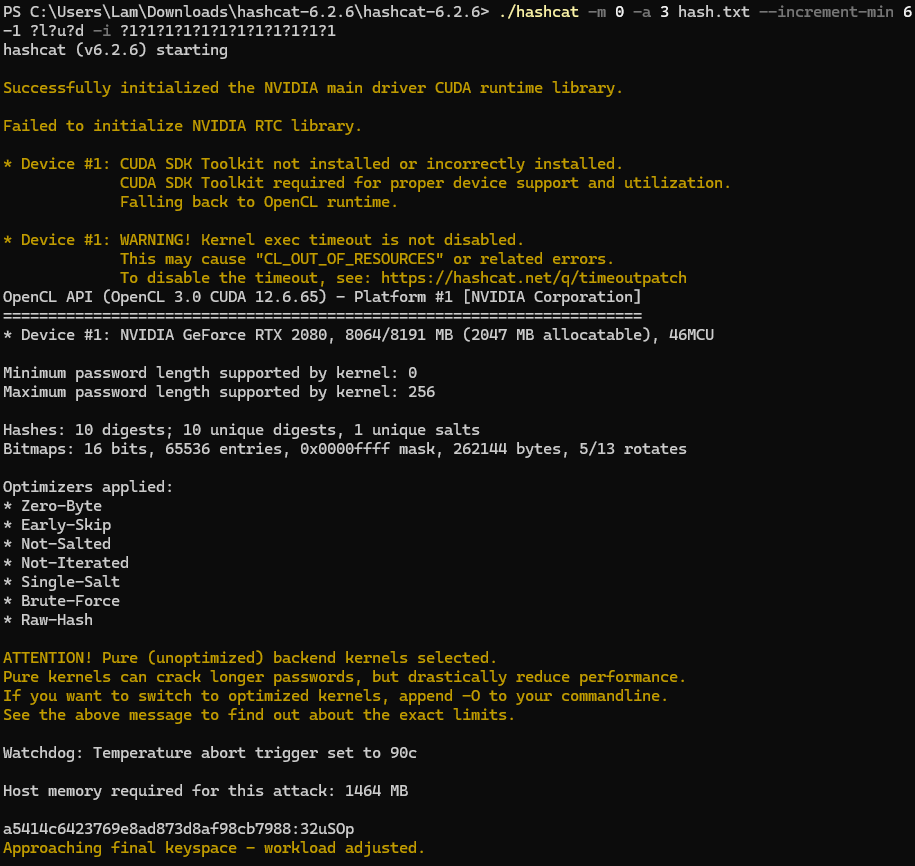 PS C:\Users\Lam\Downloads\hashcat-6.2.6\hashcat-6.2.6> ./hashcat -m 0 -a 3 hash.txt --increment-min 6
-1 ?l?u?d -i ?1?1?1?1?1?1?1?1?1?1?1?1
hashcat (v6.2.6) starting
Successfully initialized the NVIDIA main driver CUDA runtime library.
Failed to initialize NVIDIA RTC library.
* Device #1: CUDA SDK Toolkit not installed or incorrectly installed.
CUDA SDK Toolkit required for proper device support and utilization.
Falling back to OpenCL runtime.
* Device #1: WARNING! Kernel exec timeout is not disabled.
This may cause "CL_OUT_OF_RESOURCES" or related errors.
To disable the timeout, see: https://hashcat.net/q/timeoutpatch
OpenCL API (OpenCL 3.0 CUDA 12.6.65) - Platform #1 [NVIDIA Corporation]
=======================================================================
* Device #1: NVIDIA GeForce RTX 2080, 8064/8191 MB (2047 MB allocatable), 46MCU
Minimum password length supported by kernel: 0
Maximum password length supported by kernel: 256
Hashes: 10 digests; 10 unique digests, 1 unique salts
Bitmaps: 16 bits, 65536 entries, 0x0000ffff mask, 262144 bytes, 5/13 rotates
Optimizers applied:
* Zero-Byte
* Early-Skip
* Not-Salted
* Not-Iterated
* Single-Salt
* Brute-Force
* Raw-Hash
ATTENTION! Pure (unoptimized) backend kernels selected.
Pure kernels can crack longer passwords, but drastically reduce performance.
If you want to switch to optimized kernels, append -O to your commandline.
See the above message to find out about the exact limits.
Watchdog: Temperature abort trigger set to 90c
Host memory required for this attack: 1464 MB
a5414c6423769e8ad873d8af98cb7988:32uSOp
Approaching final keyspace - workload adjusted.